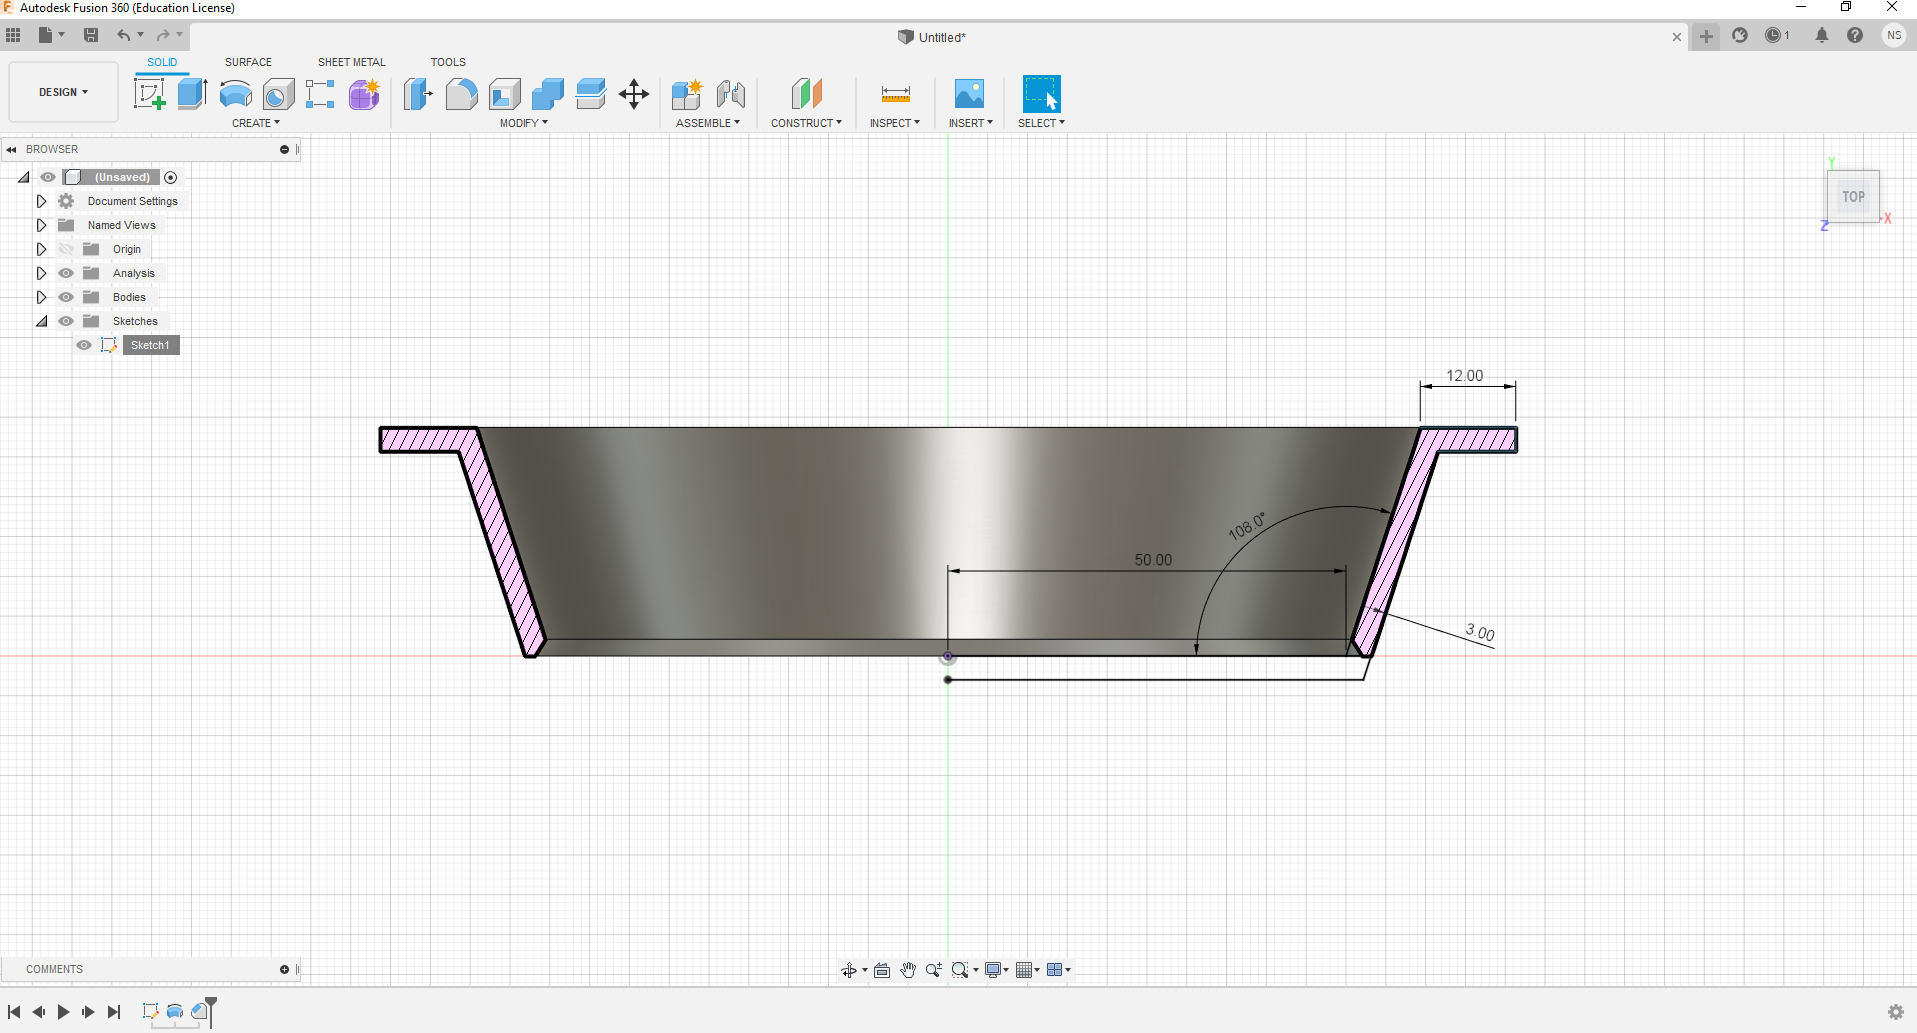 Autodesk Fusion 360 (Education License)
Untitled*
1
NS
DESIGN
SOLID
SURFACE
SHEET METAL
TOOLS
CREATE
MODIFY
ASSEMBLE
CONSTRUCT
INSPECT
INSERT
SELECT
BROWSER
(Unsaved)
Document Settings
Named Views
Origin
Analysis
Bodies
Sketches
Sketch1
Y
TOP
X
Z
12.00
108.0°
50.00
3.00
COMMENTS